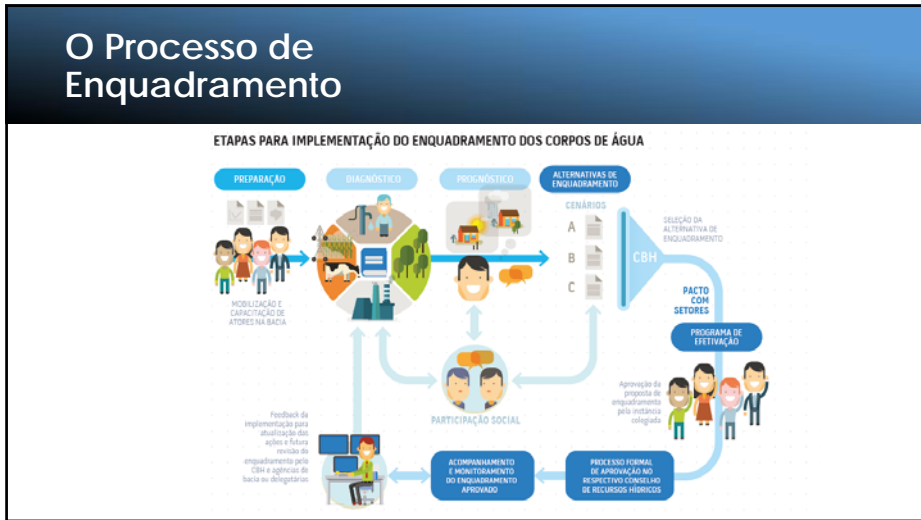 O Processo de
Enquadramento
ETAPAS PARA IMPLEMENTAÇÃO DO ENQUADRAMENTO DOS CORPOS DE ÁGUA
PREPARAÇÃO
DIAGNÓSTICO
PROGNÓSTICO
ALTERNATIVAS DE
ENQUADRAMENTO
CENÁRIOS
A
B
C
CBH
SELEÇÃO DA
ALTERNATIVA DE
ENQUADRAMENTO
MOBILIZAÇÃO E
CAPACITAÇÃO DE
ATORES NA BACIA
PACTO
COM
SETORES
PROGRAMA DE
EFETIVAÇÃO
Aprovação da
proposta de
enquadramento
pela instância
colegiada
PARTICIPAÇÃO SOCIAL
Feedback da
implementação para
atualização das
ações e futura
revisão do
enquadramento pelo
CBH e agências de
bacia ou delegatárias
ACOMPANHAMENTO
E MONITORAMENTO
DO ENQUADRAMENTO
APROVADO
PROCESSO FORMAL
DE APROVAÇÃO NO
RESPECTIVO CONSELHO
DE RECURSOS HÍDRICOS